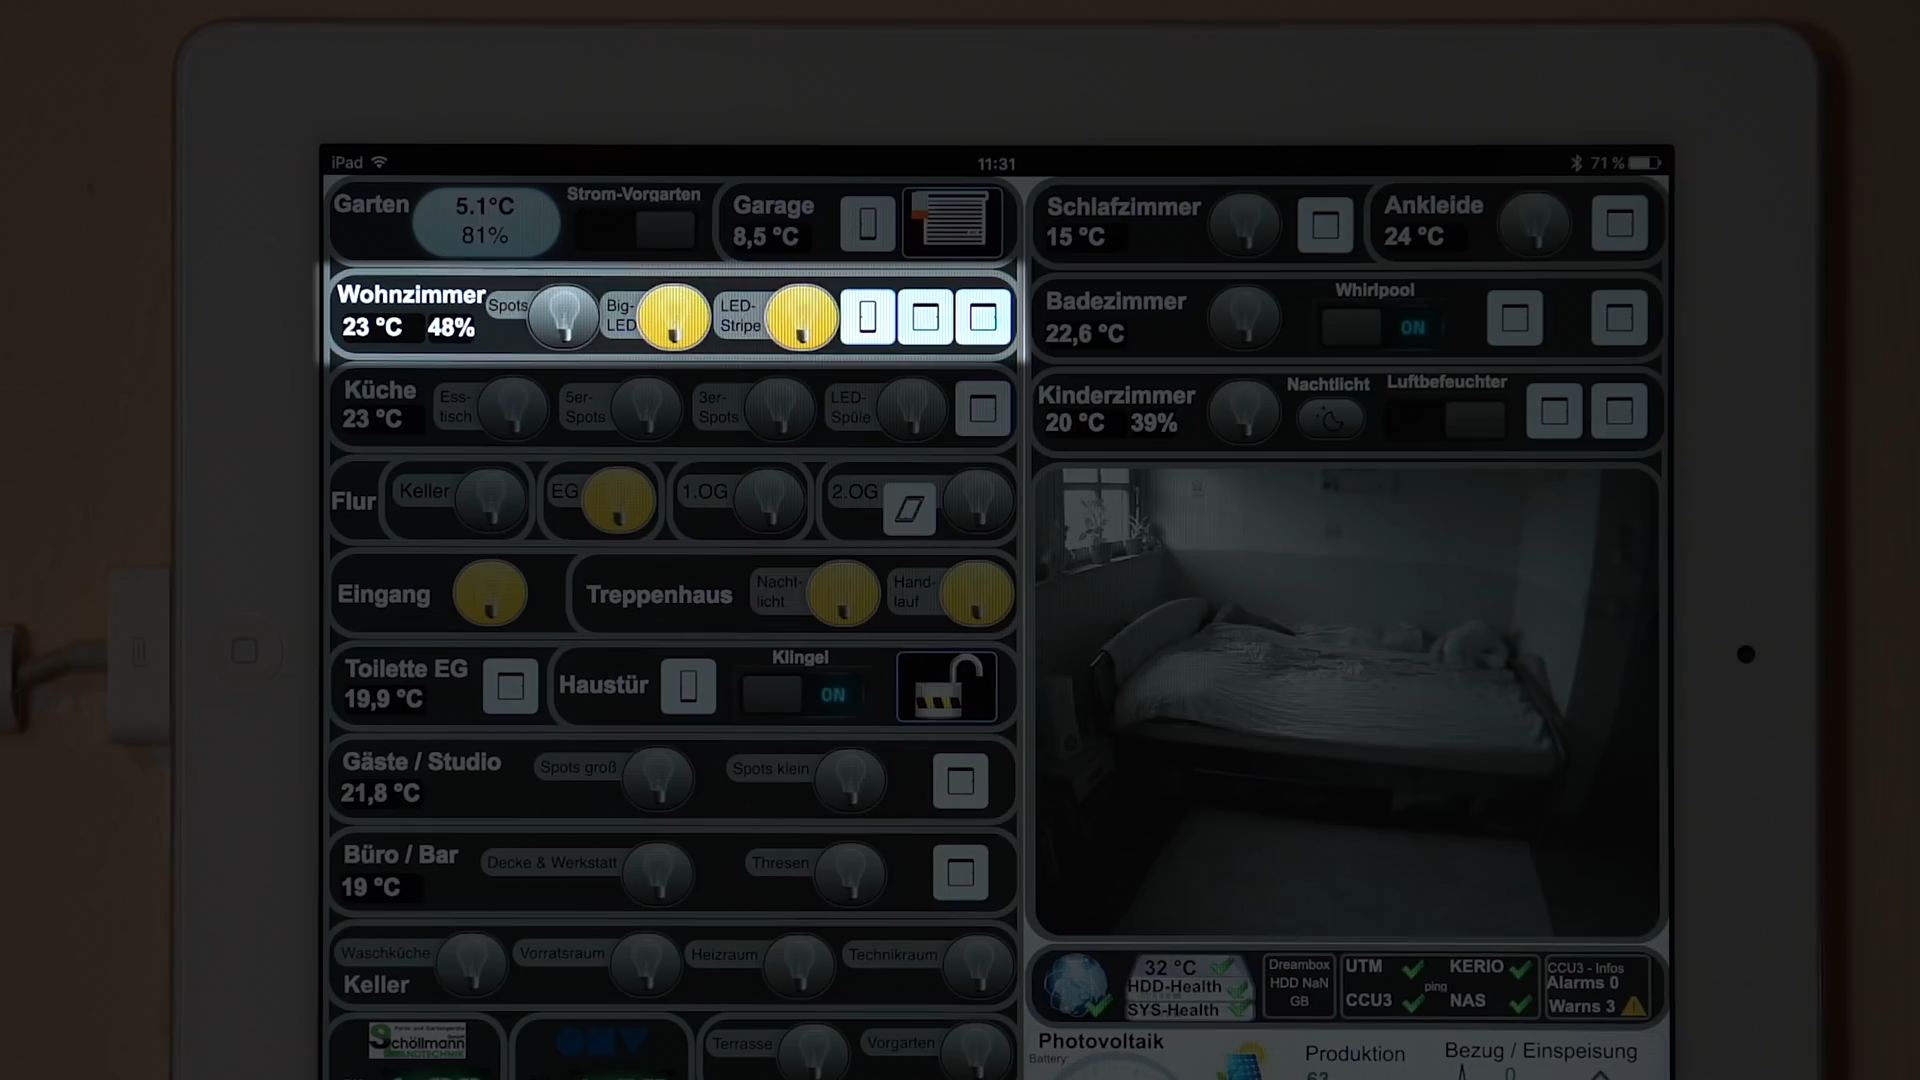 iPad
11:31
71 %
Garten
5.1°C
81%
Strom-Vorgarten
Garage
8,5 °C
Wohnzimmer
23 °C 48%
Spots
Big-
LED
LED-
Stripe
Küche
23 °C
Ess-
tisch
5er-
Spots
3er-
Spots
LED-
Spüle
Flur
Keller
EG
1.OG
2.OG
Eingang
Treppenhaus
Nacht-
licht
Hand-
lauf
Toilette EG
19,9 °C
Haustür
Klingel
ON
Gäste / Studio
21,8 °C
Spots groß
Spots klein
Büro / Bar
19 °C
Decke & Werkstatt
Thresen
Waschküche
Vorratsraum
Heizraum
Technikraum
Keller
Schöllmann
Terrasse
Vorgarten
Schlafzimmer
15 °C
Ankleide
24 °C
Badezimmer
22,6 °C
Whirlpool
ON
Kinderzimmer
20 °C 39%
Nachtlicht
Luftbefeuchter
32 °C
HDD-Health
SYS-Health
Dreambox
HDD NaN
GB
UTM
KERIO
ping
CCU3
NAS
CCU3 - Infos
Alarms 0
Warns 3
Photovoltaik
Battery:
Produktion
Bezug / Einspeisung